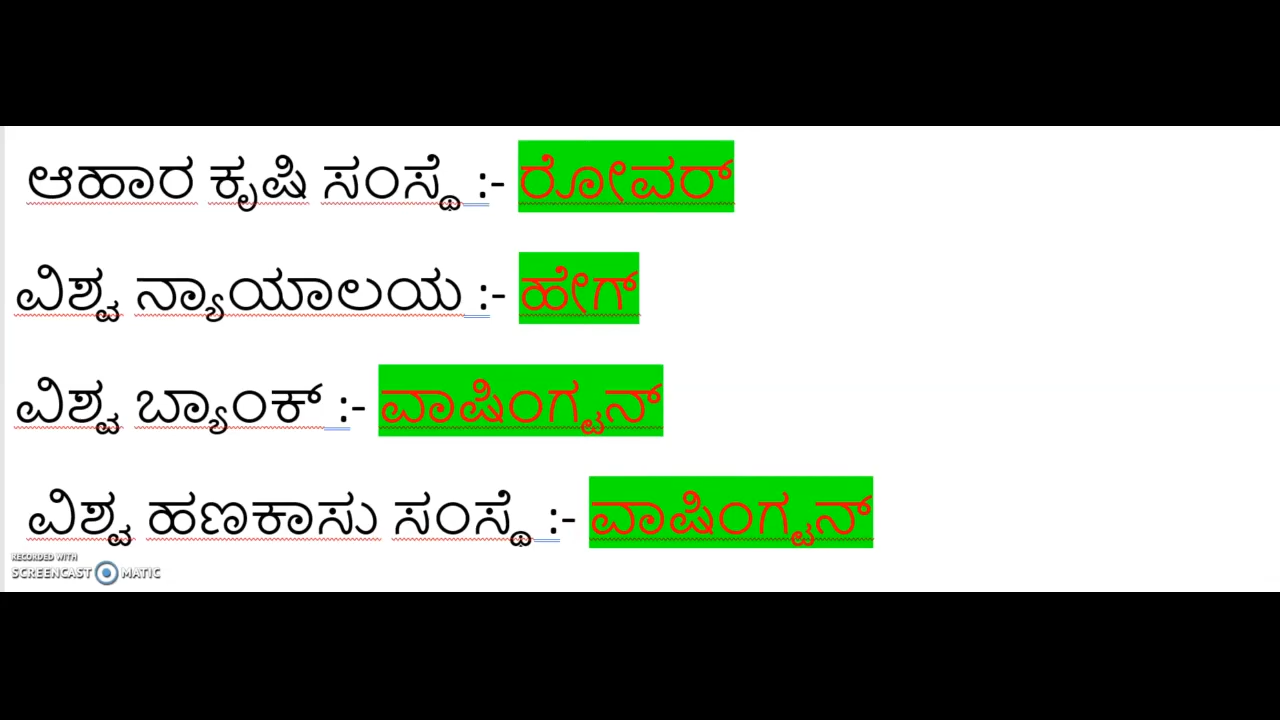 ಆಹಾರ ಕೃಷಿ ಸಂಸ್ಥೆ :- ರೋವರ್
ವಿಶ್ವ ನ್ಯಾಯಾಲಯ :- ಹೇಗ್
ವಿಶ್ವ ಬ್ಯಾಂಕ್ :- ವಾಷಿಂಗ್ಟನ್
ವಿಶ್ವ ಹಣಕಾಸು ಸಂಸ್ಥೆ :- ವಾಷಿಂಗ್ಟನ್
RECORDED WITH
SCREENCAST MATIC